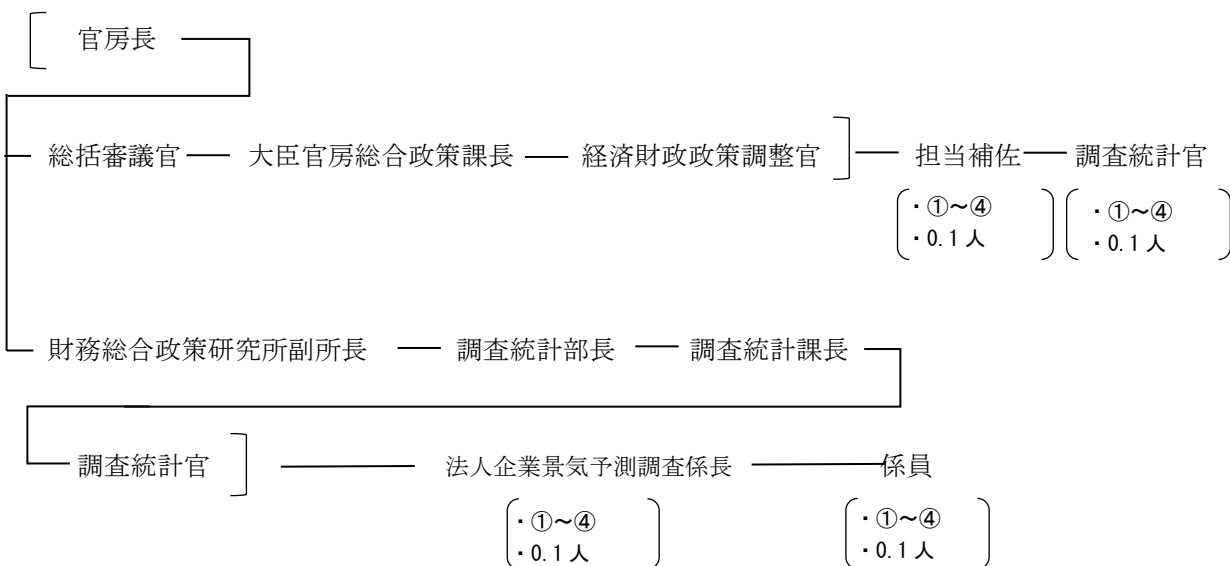 官房長
総括審議官 大臣官房総合政策課長 経済財政政策調整官 担当補佐 調査統計官
・①～④ ・①～④
・0.1人 ・0.1人
財務総合政策研究所副所長 調査統計部長 調査統計課長
調査統計官 法人企業景気予測調査係長 係員
・①～④ ・①～④
・0.1人 ・0.1人